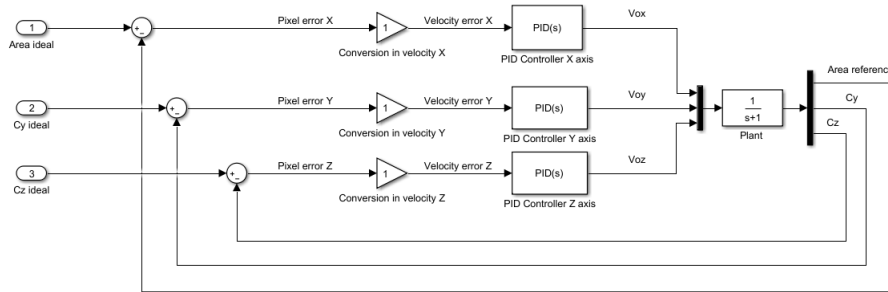 1
Area ideal
Pixel error X
1
Conversion in velocity X
Velocity error X
PID(s)
PID Controller X axis
Vox
2
Cy ideal
Pixel error Y
1
Conversion in velocity Y
Velocity error Y
PID(s)
PID Controller Y axis
Voy
3
Cz ideal
Pixel error Z
1
Conversion in velocity Z
Velocity error Z
PID(s)
PID Controller Z axis
Voz
1
s+1
Plant
Area referenc
Cy
Cz